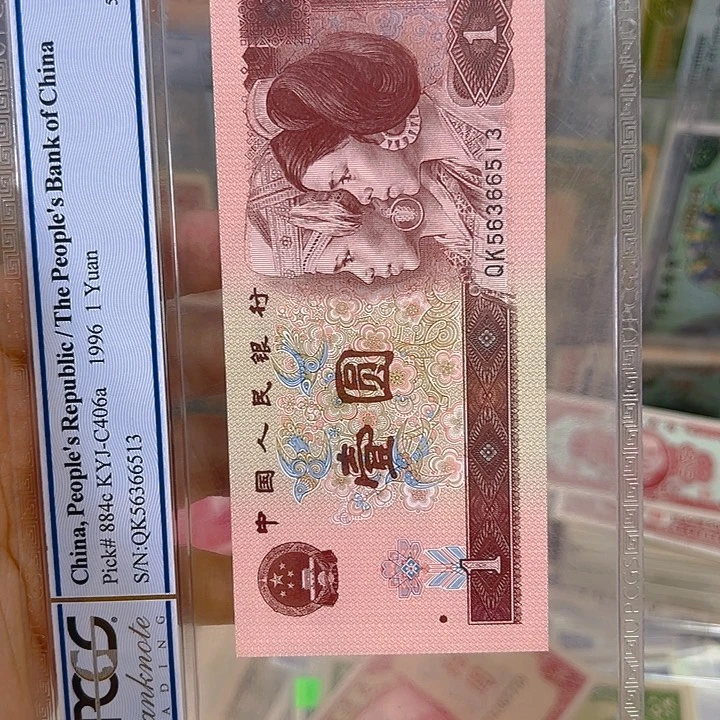 China, People's Republic / The People's Bank of China
Pick# 884c KYJ-C406a 1996 1 Yuan
S/N:QK56366513
PCGS
Banknote
中国人民银行
壹圆
QK56366513
1
1